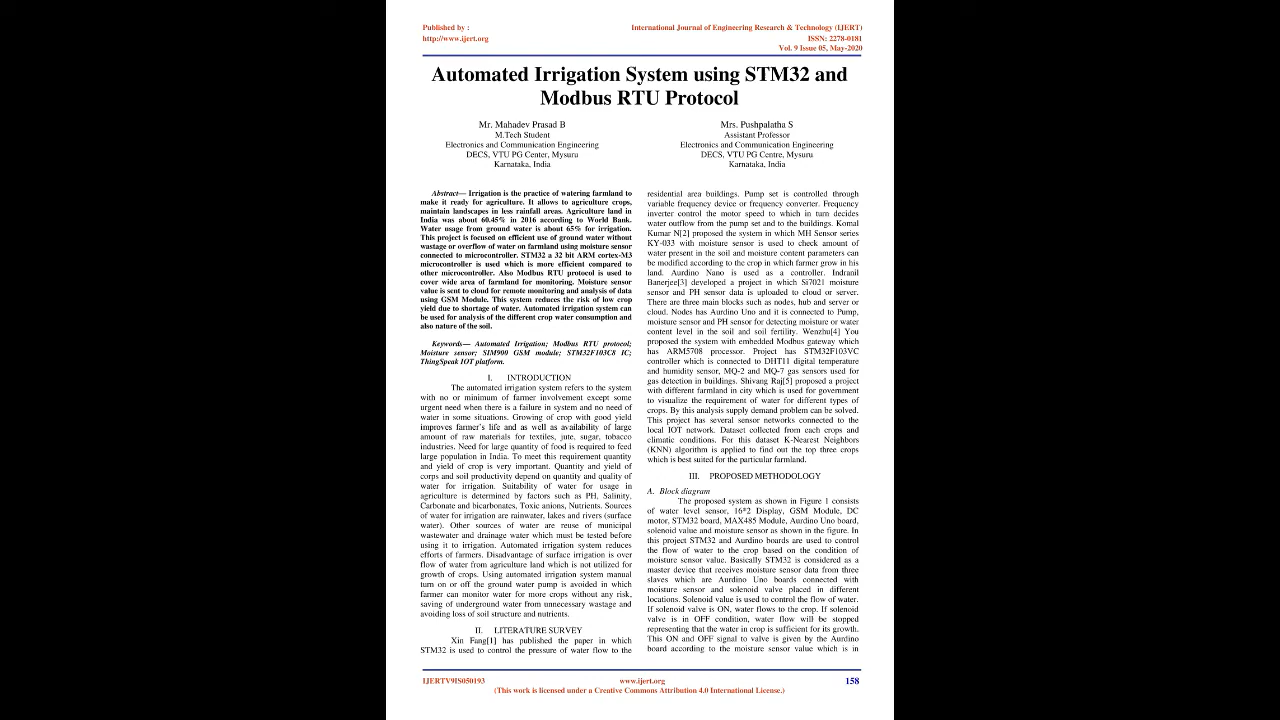 Published by :
http://www.ijert.org
International Journal of Engineering Research & Technology (IJERT)
ISSN: 2278-0181
Vol. 9 Issue 05, May-2020
Automated Irrigation System using STM32 and
Modbus RTU Protocol
Mr. Mahadev Prasad B
M.Tech Student
Electronics and Communication Engineering
DECS, VTU PG Center, Mysuru
Karnataka, India
Mrs. Pushpalatha S
Assistant Professor
Electronics and Communication Engineering
DECS, VTU PG Centre, Mysuru
Karnataka, India
Abstract— Irrigation is the practice of watering farmland to
make it ready for agriculture. It allows to agriculture crops,
maintain landscapes in less rainfall areas. Agriculture land in
India was about 60.45% in 2016 according to World Bank.
Water usage from ground water is about 65% for irrigation.
This project is focused on efficient use of ground water without
wastage or overflow of water on farmland using moisture sensor
connected to microcontroller. STM32 a 32 bit ARM cortex-M3
microcontroller is used which is more efficient compared to
other microcontroller. Also Modbus RTU protocol is used to
cover wide area of farmland for monitoring. Moisture sensor
value is sent to cloud for remote monitoring and analysis of data
using GSM Module. This system reduces the risk of low crop
yield due to shortage of water. Automated irrigation system can
be used for analysis of the different crop water consumption and
also nature of the soil.
Keywords— Automated Irrigation; Modbus RTU protocol;
Moisture sensor; SIM900 GSM module; STM32F103C8 IC;
ThingSpeak IOT platform.
I. INTRODUCTION
The automated irrigation system refers to the system
with no or minimum of farmer involvement except some
urgent need when there is a failure in system and no need of
water in some situations. Growing of crop with good yield
improves farmer's life and as well as availability of large
amount of raw materials for textiles, jute, sugar, tobacco
industries. Need for large quantity of food is required to feed
large population in India. To meet this requirement quantity
and yield of crop is very important. Quantity and yield of
corps and soil productivity depend on quantity and quality of
water for irrigation. Suitability of water for usage in
agriculture is determined by factors such as PH, Salinity,
Carbonate and bicarbonates, Toxic anions, Nutrients. Sources
of water for irrigation are rainwater, lakes and rivers (surface
water). Other sources of water are reuse of municipal
wastewater and drainage water which must be tested before
using it to irrigation. Automated irrigation system reduces
efforts of farmers. Disadvantage of surface irrigation is over
flow of water from agriculture land which is not utilized for
growth of crops. Using automated irrigation system manual
turn on or off the ground water pump is avoided in which
farmer can monitor water for more crops without any risk,
saving of underground water from unnecessary wastage and
avoiding loss of soil structure and nutrients.
II. LITERATURE SURVEY
Xin Fang[1] has published the paper in which
STM32 is used to control the pressure of water flow to the
residential area buildings. Pump set is controlled through
variable frequency device or frequency converter. Frequency
inverter control the motor speed to which in turn decides
water outflow from the pump set and to the buildings. Komal
Kumar N[2] proposed the system in which MH Sensor series
KY-033 with moisture sensor is used to check amount of
water present in the soil and moisture content parameters can
be modified according to the crop in which farmer grow in his
land. Aurdino Nano is used as a controller. Indranil
Banerjee[3] developed a project in which Si7021 moisture
sensor and PH sensor data is uploaded to cloud or server.
There are three main blocks such as nodes, hub and server or
cloud. Nodes has Aurdino Uno and it is connected to Pump,
moisture sensor and PH sensor for detecting moisture or water
content level in the soil and soil fertility. Wenzhu[4] You
proposed the system with embedded Modbus gateway which
has ARM5708 processor. Project has STM32F103VC
controller which is connected to DHT11 digital temperature
and humidity sensor, MQ-2 and MQ-7 gas sensors used for
gas detection in buildings. Shivang Raj[5] proposed a project
with different farmland in city which is used for government
to visualize the requirement of water for different types of
crops. By this analysis supply demand problem can be solved.
This project has several sensor networks connected to the
local IOT network. Dataset collected from each crops and
climatic conditions. For this dataset K-Nearest Neighbors
(KNN) algorithm is applied to find out the top three crops
which is best suited for the particular farmland.
III. PROPOSED METHODOLOGY
A. Block diagram
The proposed system as shown in Figure 1 consists
of water level sensor, 16*2 Display, GSM Module, DC
motor, STM32 board, MAX485 Module, Aurdino Uno board,
solenoid value and moisture sensor as shown in the figure. In
this project STM32 and Aurdino boards are used to control
the flow of water to the crop based on the condition of
moisture sensor value. Basically STM32 is considered as a
master device that receives moisture sensor data from three
slaves which are Aurdino Uno boards connected with
moisture sensor and solenoid valve placed in different
locations. Solenoid value is used to control the flow of water.
If solenoid valve is ON, water flows to the crop. If solenoid
valve is in OFF condition, water flow will be stopped
representing that the water in crop is sufficient for its growth.
This ON and OFF signal to valve is given by the Aurdino
board according to the moisture sensor value which is in
IJERTV9IS050193
www.ijert.org
158
(This work is licensed under a Creative Commons Attribution 4.0 International License.)